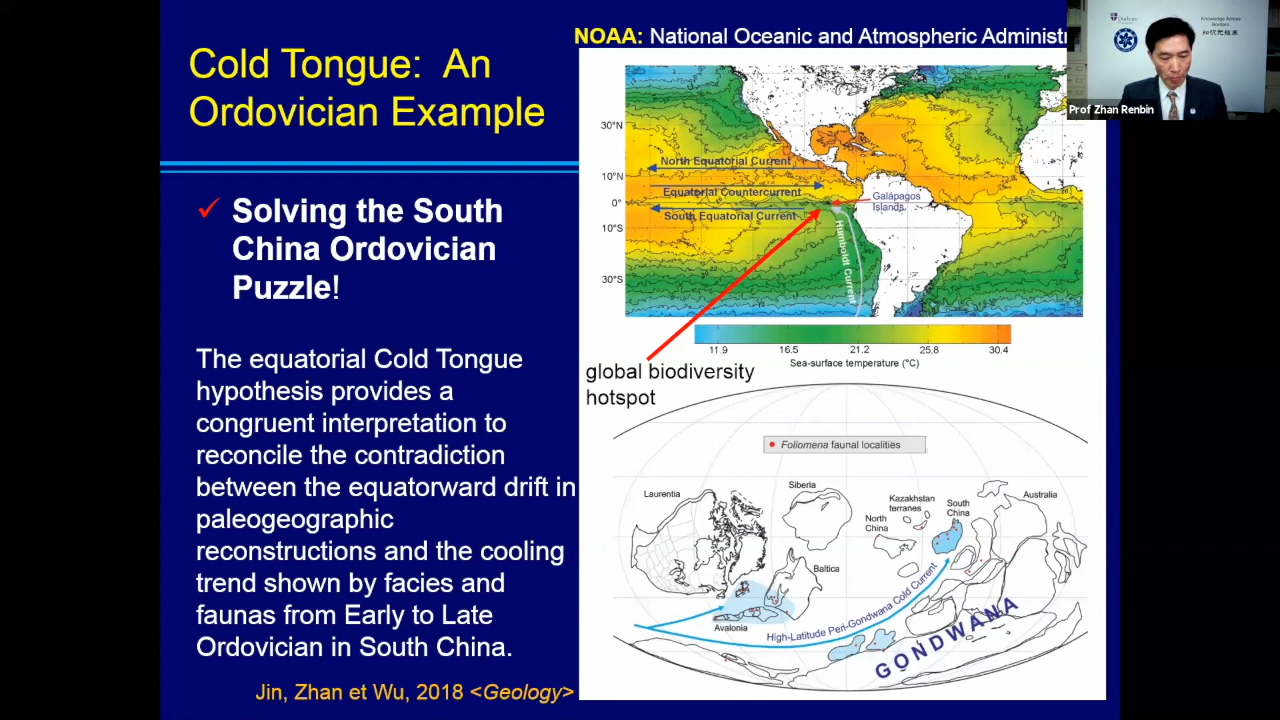 Cold Tongue: An
Ordovician Example
✓ Solving the South
China Ordovician
Puzzle!
The equatorial Cold Tongue
hypothesis provides a
congruent interpretation to
reconcile the contradiction
between the equatorward drift in
paleogeographic
reconstructions and the cooling
trend shown by facies and
faunas from Early to Late
Ordovician in South China.
Jin, Zhan et Wu, 2018 <Geology>
NOAA: National Oceanic and Atmospheric Administr
30°N
10°N
0°
10°S
30°S
North Equatorial Current
Equatorial Countercurrent
South Equatorial Current
Galápagos
Islands
Humboldt Current
11.9 16.5 21.2 25.8 30.4
Sea-surface temperature (°C)
global biodiversity
hotspot
Foliomena faunal localities
Laurentia
Siberia
Kazakhstan
terranes
North
China
South
China
Australia
Baltica
Avalonia
High-Latitude Peri-Gondwana Cold Current
GONDWANA
Knowledge Across
Borders
Prof Zhan Renbin